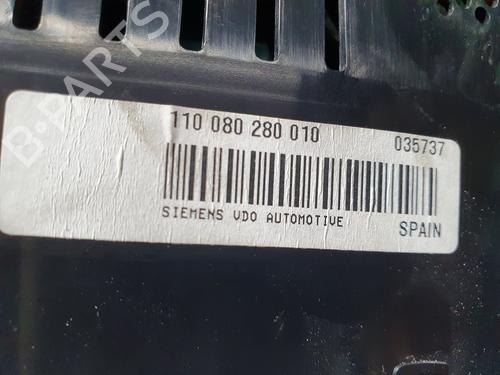 110 080 280 010 035737
SIEMENS VDO AUTOMOTIVE SPAIN
B-PARTS